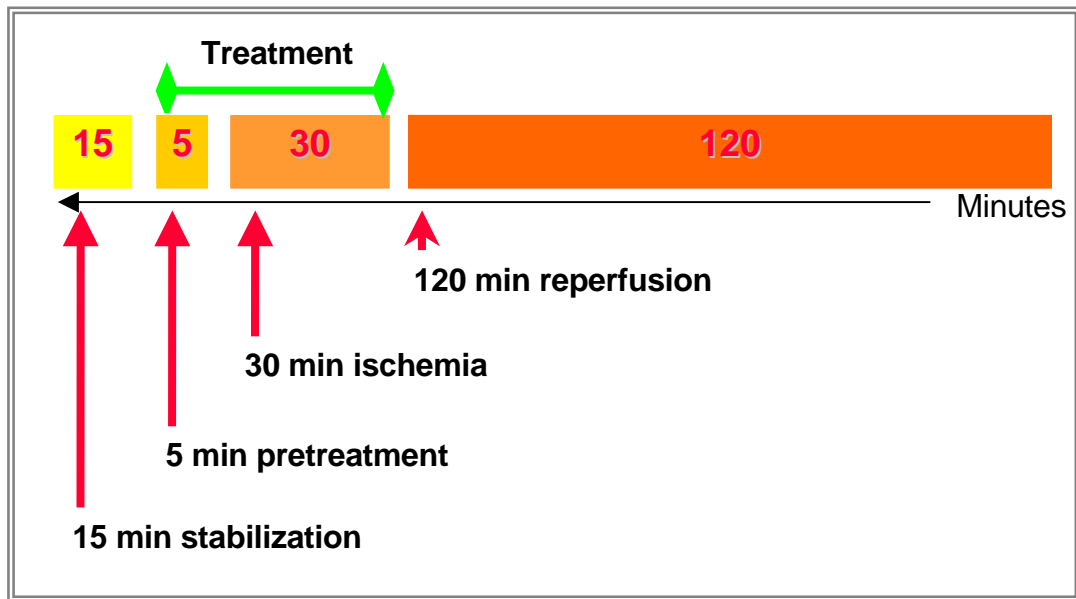 Treatment
15 5 30 120
Minutes
120 min reperfusion
30 min ischemia
5 min pretreatment
15 min stabilization